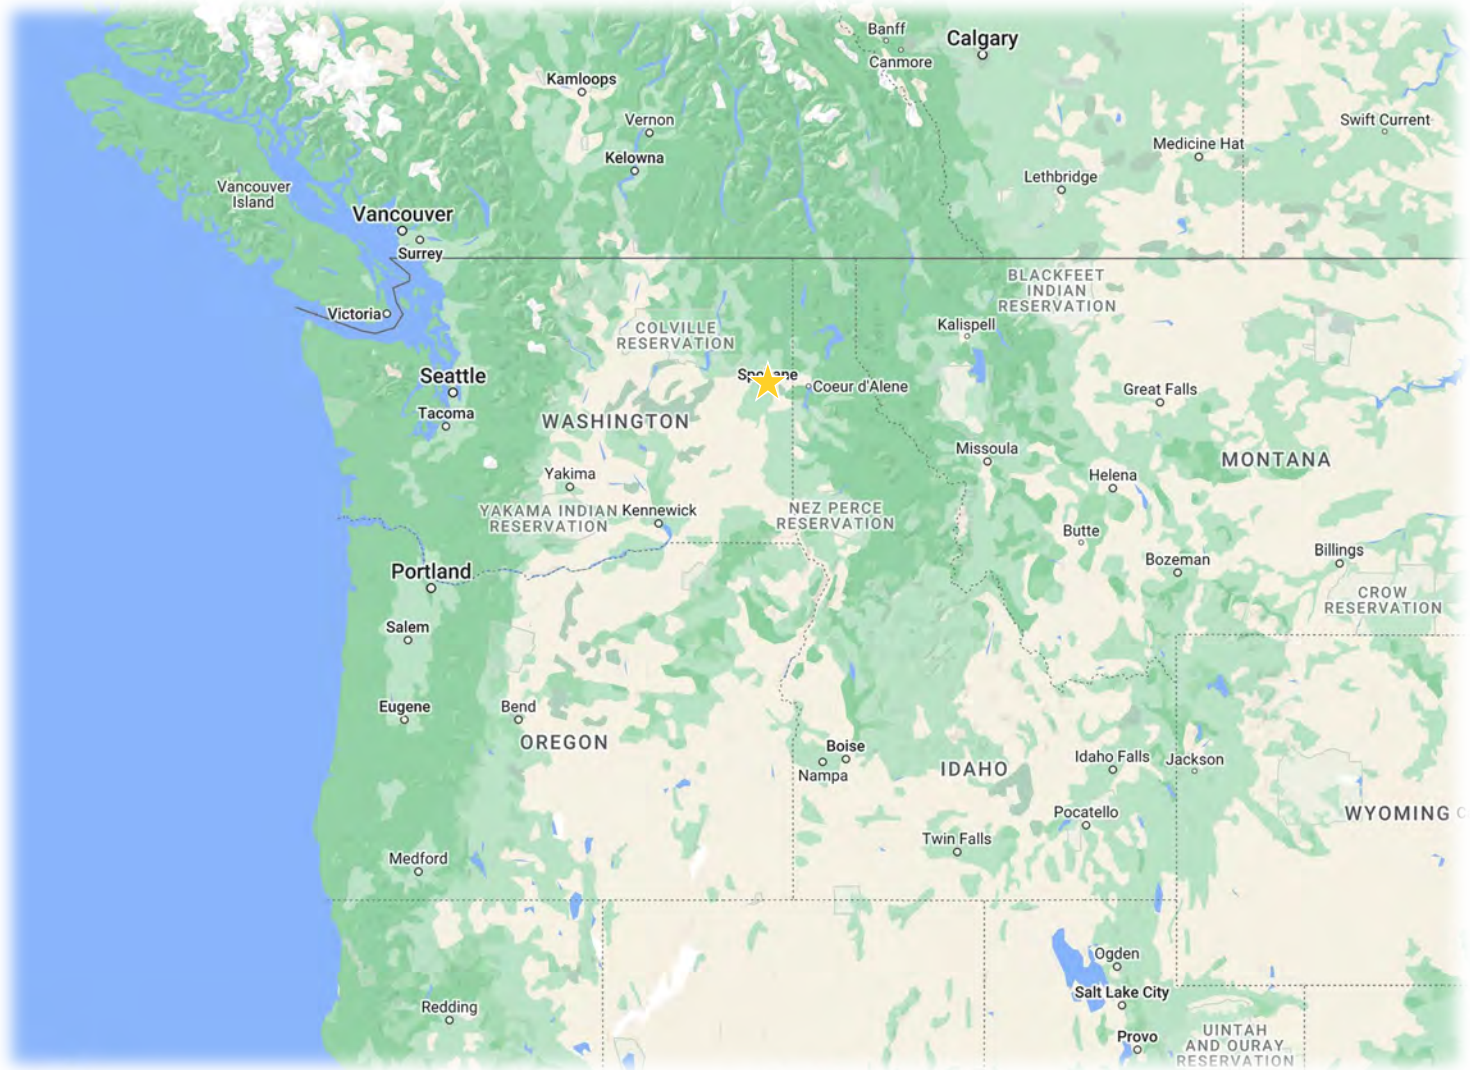 Banff
Calgary
Canmore
Kamloops
Vernon
Swift Current
Medicine Hat
Kelowna
Lethbridge
Vancouver
Island
Vancouver
Surrey
BLACKFEET
INDIAN
RESERVATION
Victoria
COLVILLE
RESERVATION
Kalispell
Seattle
Spokane
Coeur d'Alene
Great Falls
Tacoma
WASHINGTON
Missoula
MONTANA
Yakima
Helena
YAKAMA INDIAN
RESERVATION
Kennewick
NEZ PERCE
RESERVATION
Butte
Billings
Bozeman
Portland
CROW
RESERVATION
Salem
Eugene
Bend
OREGON
Boise
Nampa
IDAHO
Idaho Falls
Jackson
Pocatello
WYOMING
Twin Falls
Medford
Ogden
Salt Lake City
Redding
Provo
UINTAH
AND OURAY
RESERVATION